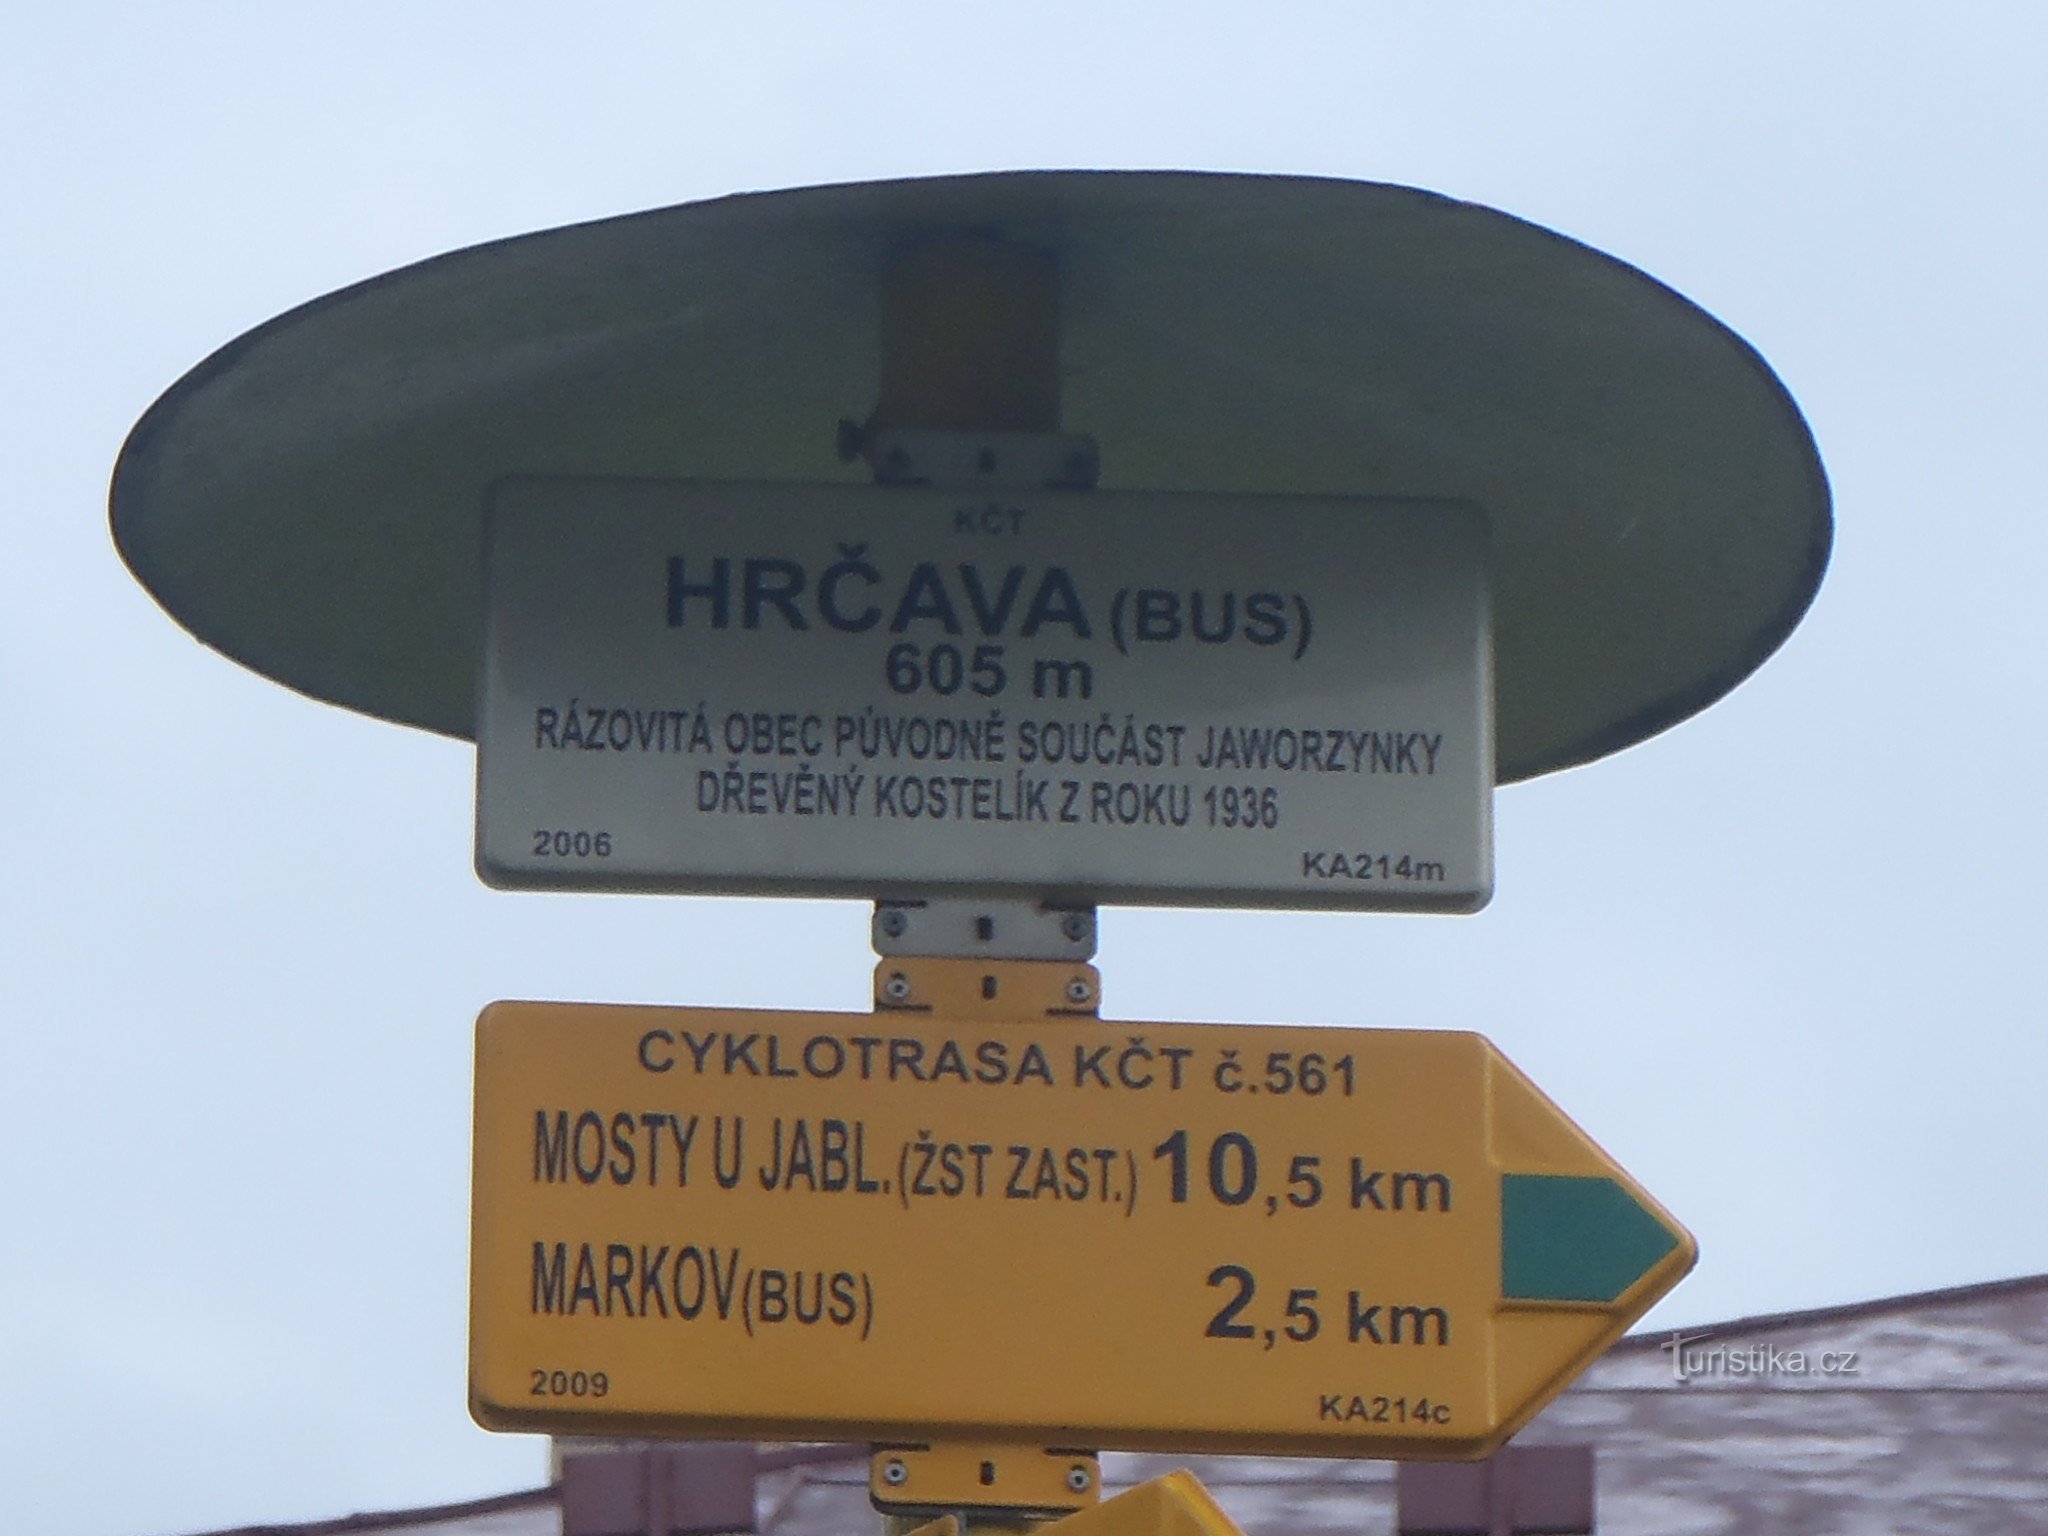 KČT
HRČAVA (BUS)
605 m
RÁZOVITÁ OBEC PŮVODNĚ SOUČÁST JAWORZYNKY
DŘEVĚNÝ KOSTELÍK Z ROKU 1936
2006 KA214m
CYKLOTRASA KČT č.561
MOSTY U JABL.(ŽST ZAST.) 10,5 km
MARKOV(BUS) 2,5 km
2009 KA214c
Turistika.cz